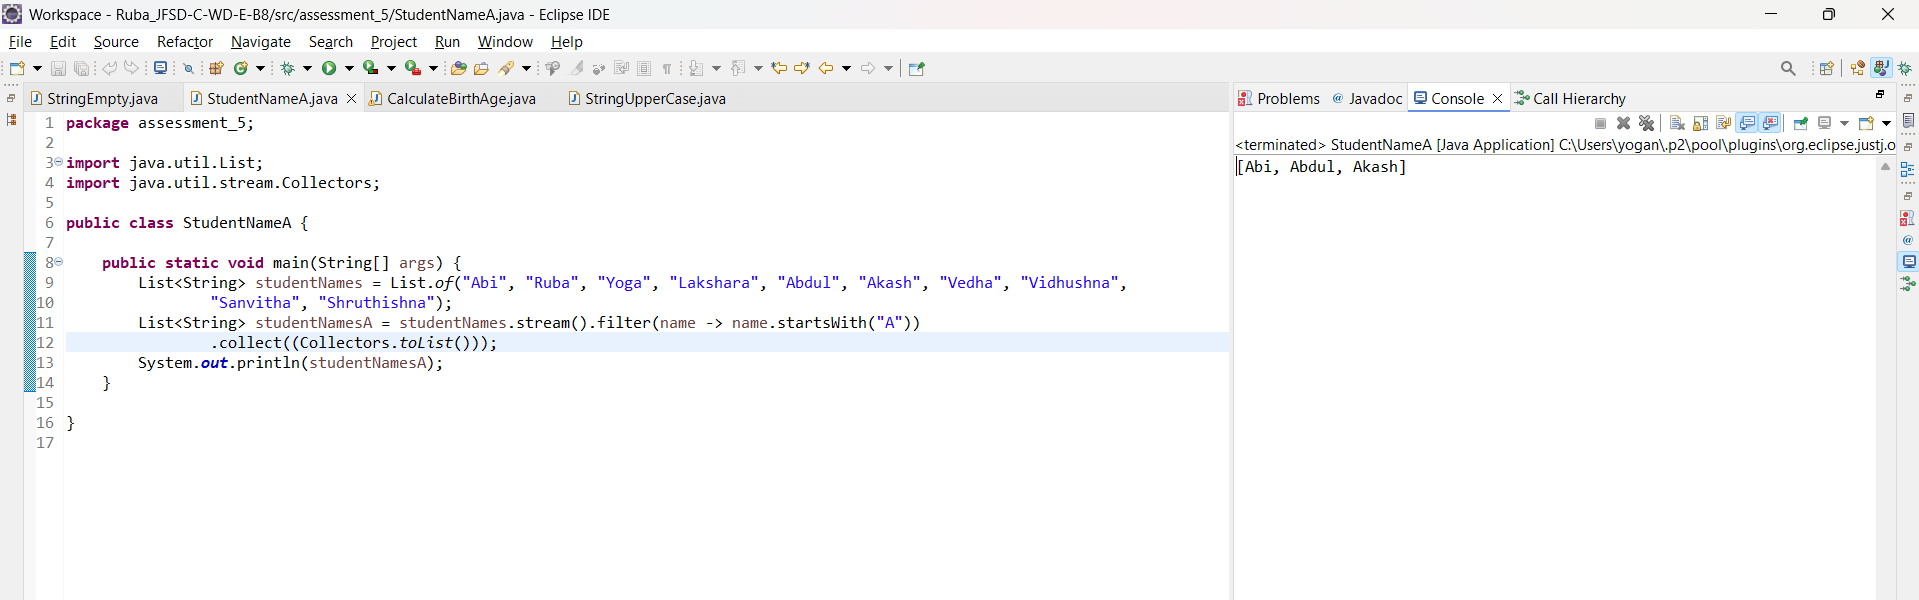 Workspace - Ruba_JFSD-C-WD-E-B8/src/assessment_5/StudentNameA.java - Eclipse IDE
File Edit Source Refactor Navigate Search Project Run Window Help
StringEmpty.java StudentNameA.java CalculateBirthAge.java StringUpperCase.java
1 package assessment_5;
2
3 import java.util.List;
4 import java.util.stream.Collectors;
5
6 public class StudentNameA {
7
8     public static void main(String[] args) {
9         List<String> studentNames = List.of("Abi", "Ruba", "Yoga", "Lakshara", "Abdul", "Akash", "Vedha", "Vidhushna",
10                 "Sanvitha", "Shruthishna");
11         List<String> studentNamesA = studentNames.stream().filter(name -> name.startsWith("A"))
12                 .collect((Collectors.toList()));
13         System.out.println(studentNamesA);
14     }
15
16 }
17
Problems @ Javadoc Console Call Hierarchy
<terminated> StudentNameA [Java Application] C:\Users\yogan\.p2\pool\plugins\org.eclipse.justj.o
[Abi, Abdul, Akash]